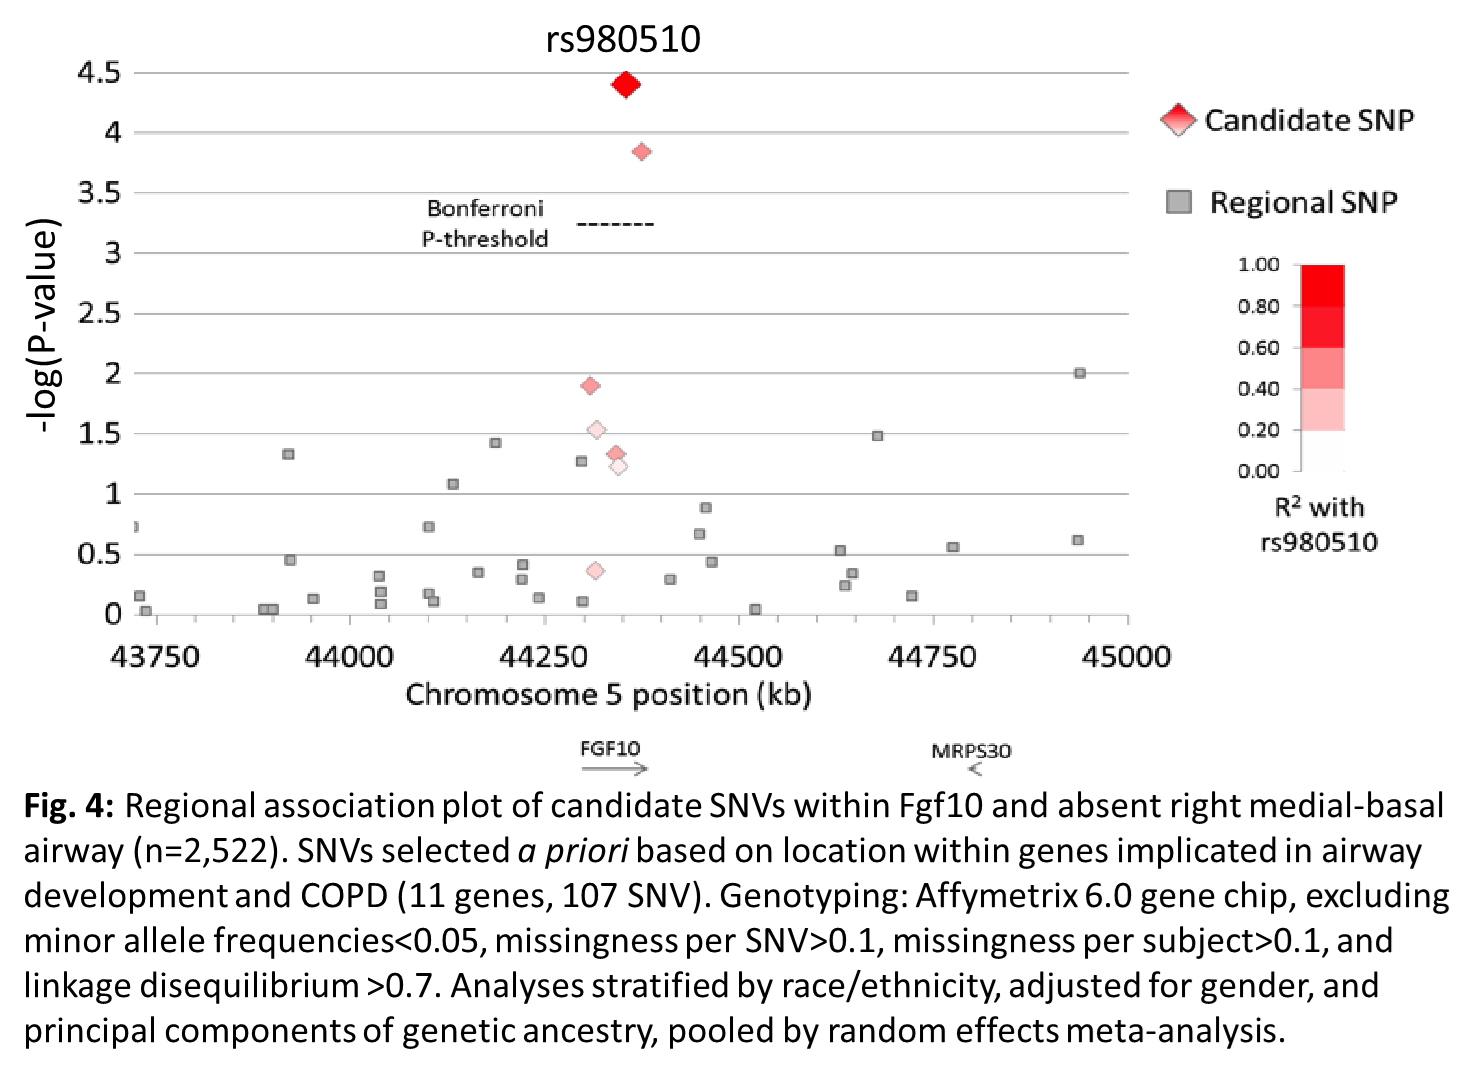 rs980510
4.5
4
3.5
3
2.5
2
1.5
1
0.5
0
-log(P-value)
Bonferroni
P-threshold
43750 44000 44250 44500 44750 45000
Chromosome 5 position (kb)
FGF10
MRPS30
Candidate SNP
Regional SNP
1.00
0.80
0.60
0.40
0.20
0.00
R² with
rs980510
Fig. 4: Regional association plot of candidate SNVs within Fgf10 and absent right medial-basal
airway (n=2,522). SNVs selected a priori based on location within genes implicated in airway
development and COPD (11 genes, 107 SNV). Genotyping: Affymetrix 6.0 gene chip, excluding
minor allele frequencies<0.05, missingness per SNV>0.1, missingness per subject>0.1, and
linkage disequilibrium >0.7. Analyses stratified by race/ethnicity, adjusted for gender, and
principal components of genetic ancestry, pooled by random effects meta-analysis.